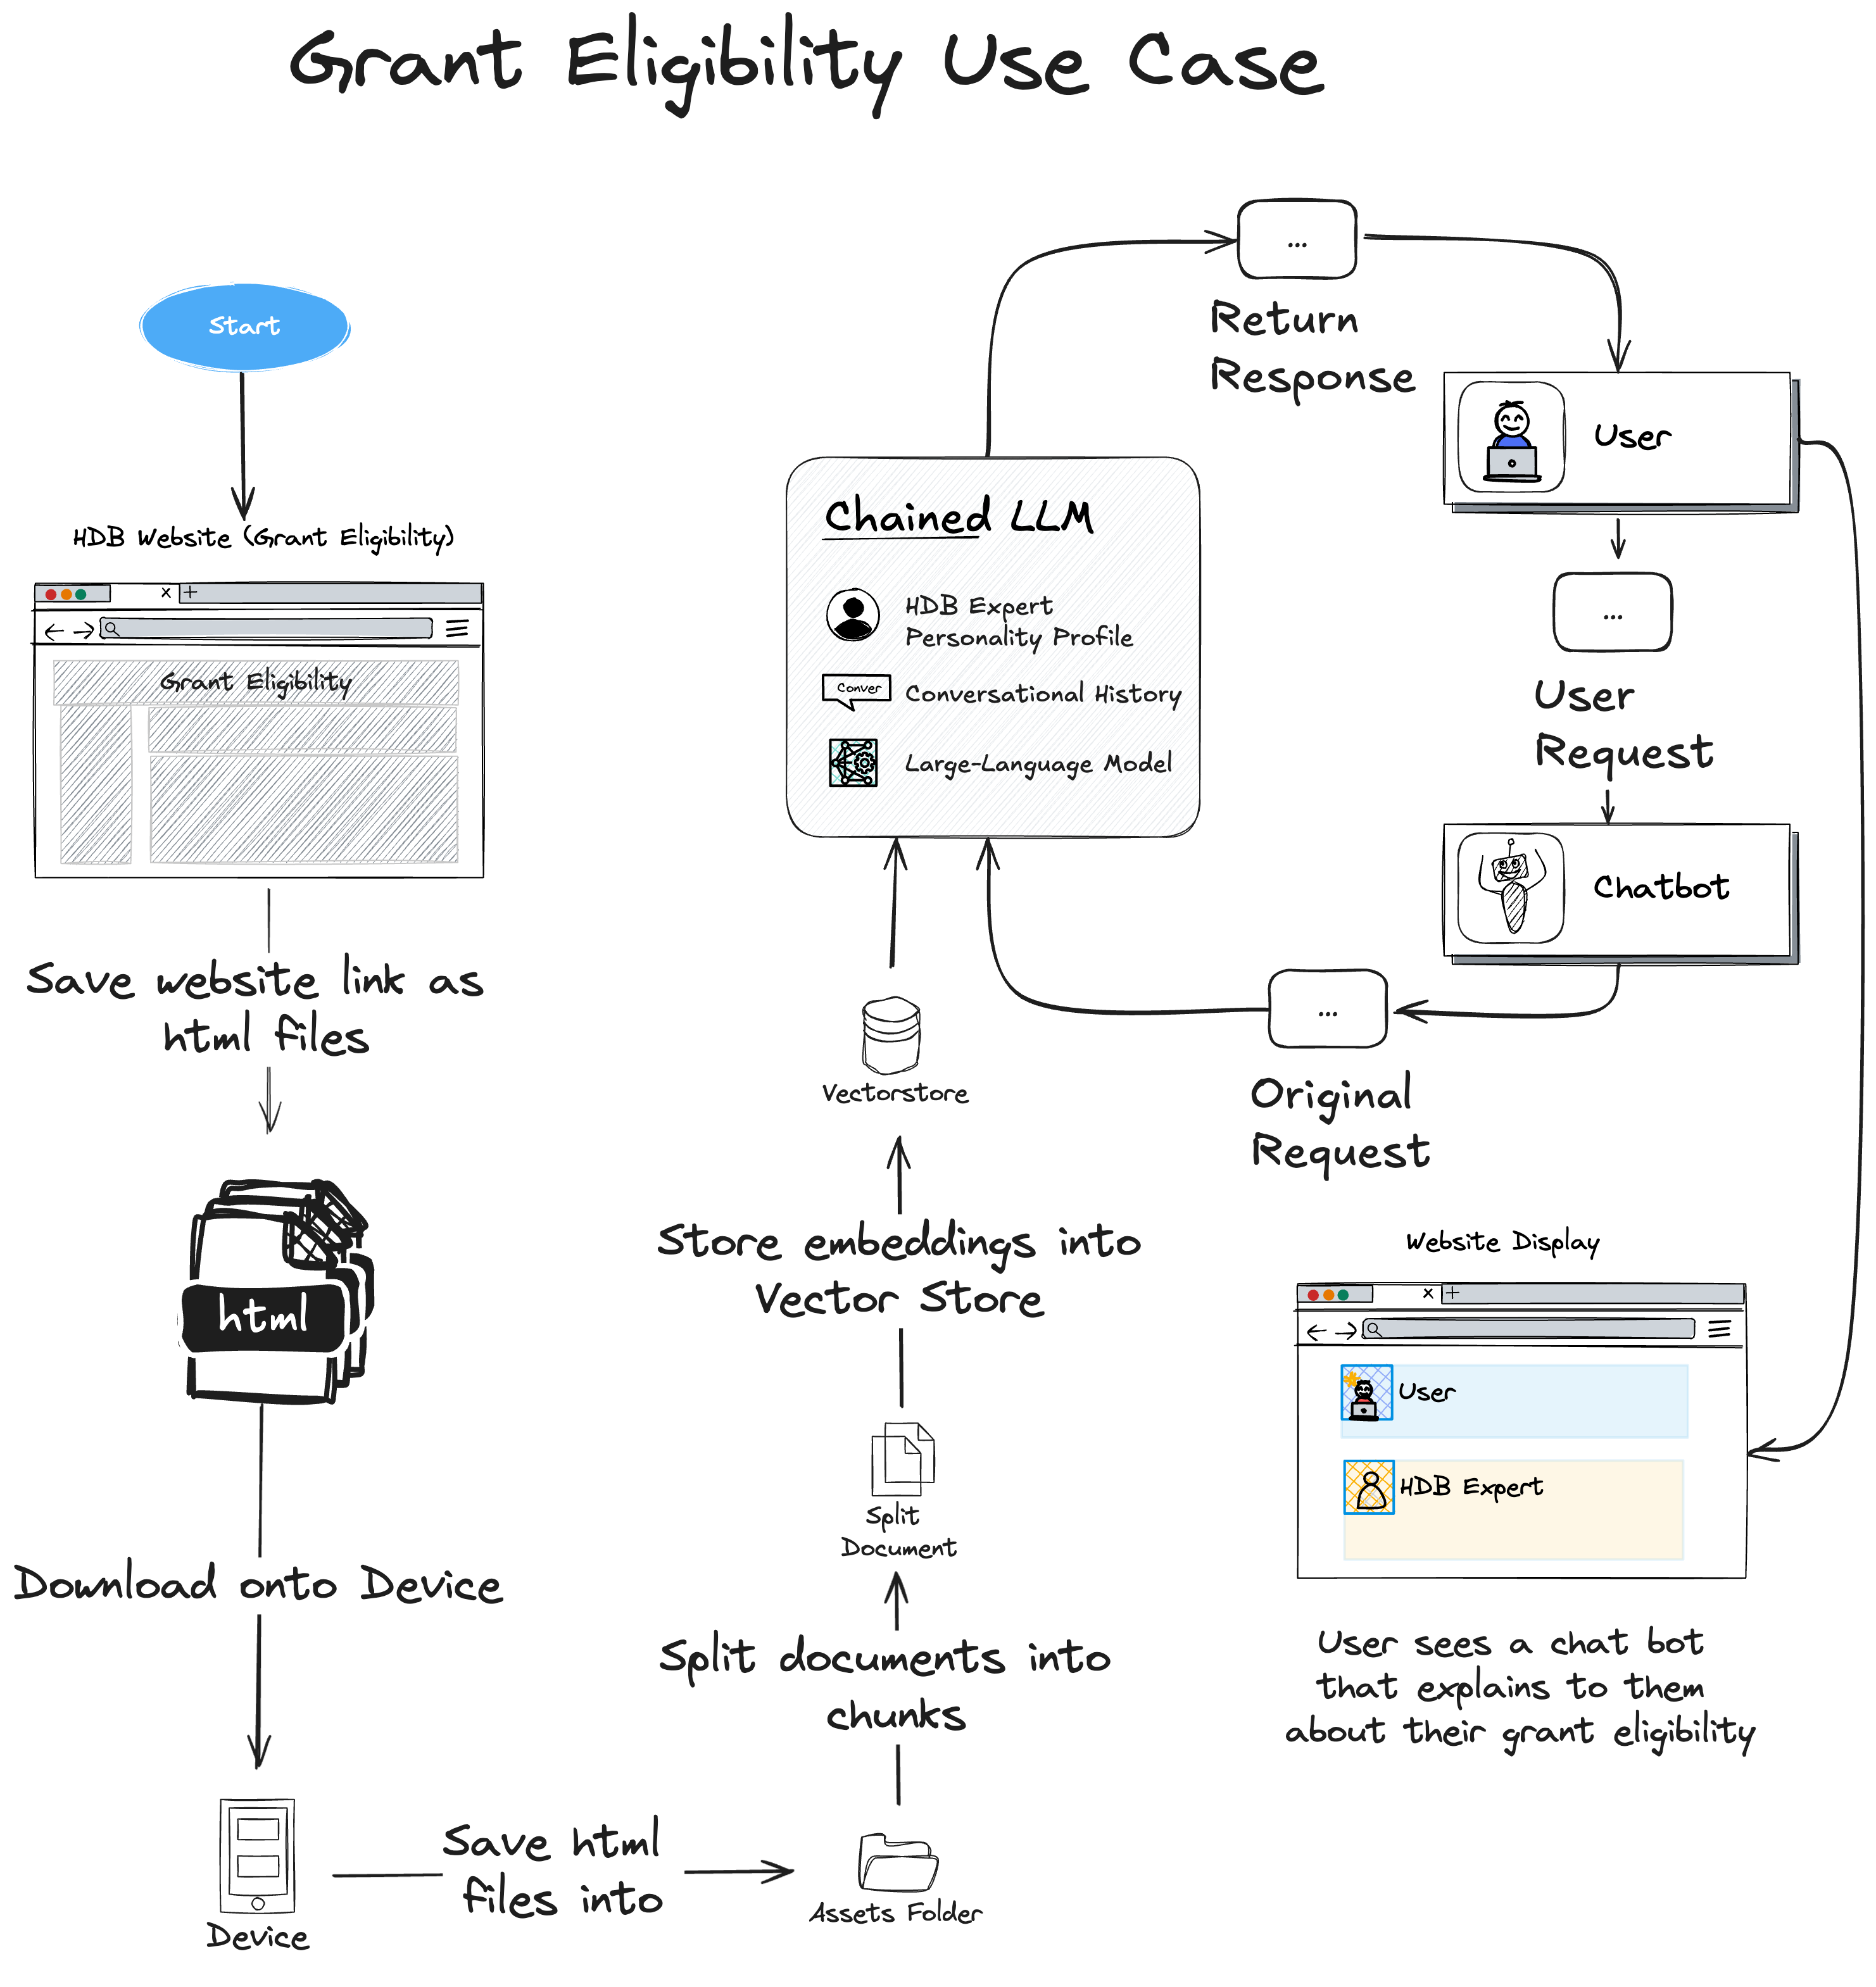 Grant Eligibility Use Case
Start
HDB Website (Grant Eligibility)
Grant Eligibility
Save website link as
html files
html
Download onto Device
Device
Save html
files into
Assets Folder
Split documents into
chunks
Split
Document
Store embeddings into
Vector Store
Vectorstore
Chained LLM
HDB Expert
Personality Profile
Conver
Conversational History
Large-Language Model
...
Return
Response
User
...
User
Request
Chatbot
...
Original
Request
Website Display
User
HDB Expert
User sees a chat bot
that explains to them
about their grant eligibility